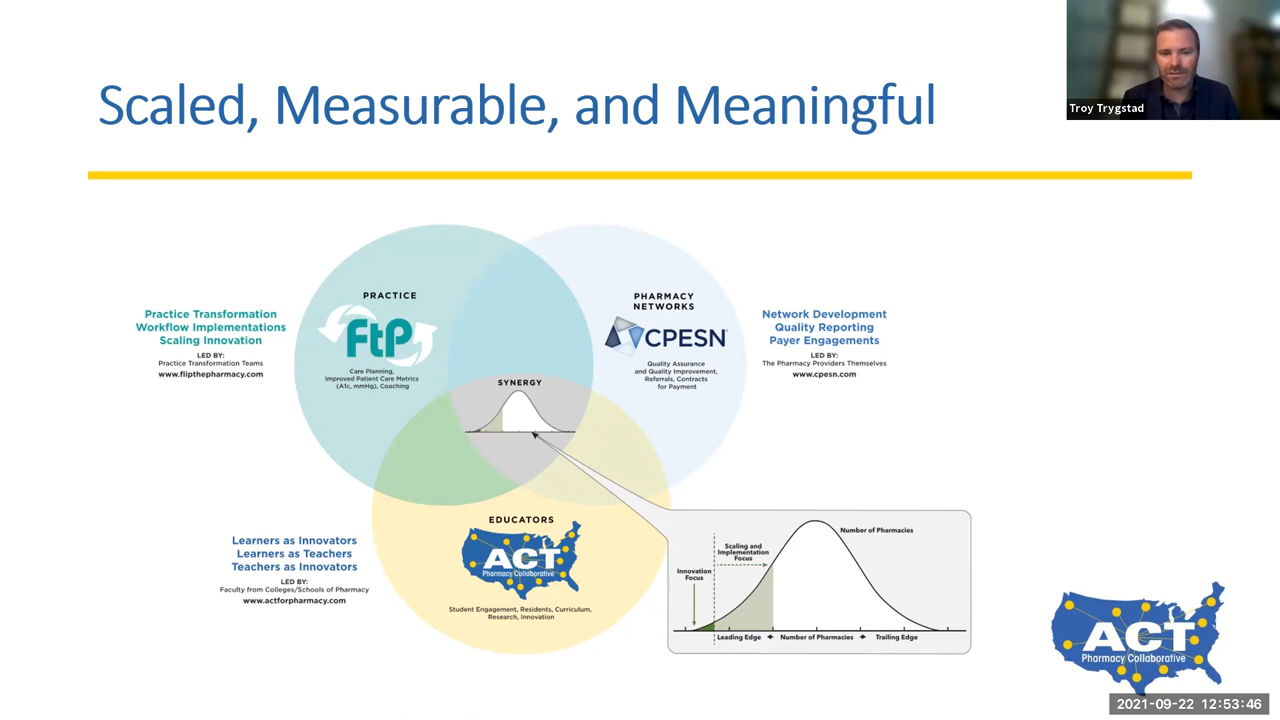 Scaled, Measurable, and Meaningful
Troy Trygstad
PRACTICE
FtP
Care Planning,
Improved Patient Care Metrics
(A1c, mmHg), Coaching
Practice Transformation
Workflow Implementations
Scaling Innovation
LED BY:
Practice Transformation Teams
www.flipthepharmacy.com
PHARMACY
NETWORKS
CPESN
Quality Assurance
and Quality Improvement,
Referrals, Contracts
for Payment
Network Development
Quality Reporting
Payer Engagements
LED BY:
The Pharmacy Providers Themselves
www.cpesn.com
SYNERGY
EDUCATORS
ACT
Pharmacy Collaborative
Student Engagement, Residents, Curriculum,
Research, Innovation
Learners as Innovators
Learners as Teachers
Teachers as Innovators
LED BY:
Faculty from Colleges/Schools of Pharmacy
www.actforpharmacy.com
Number of Pharmacies
Scaling and
Implementation
Focus
Innovation
Focus
Leading Edge
Number of Pharmacies
Trailing Edge
ACT
Pharmacy Collaborative
2021-09-22 12:53:46